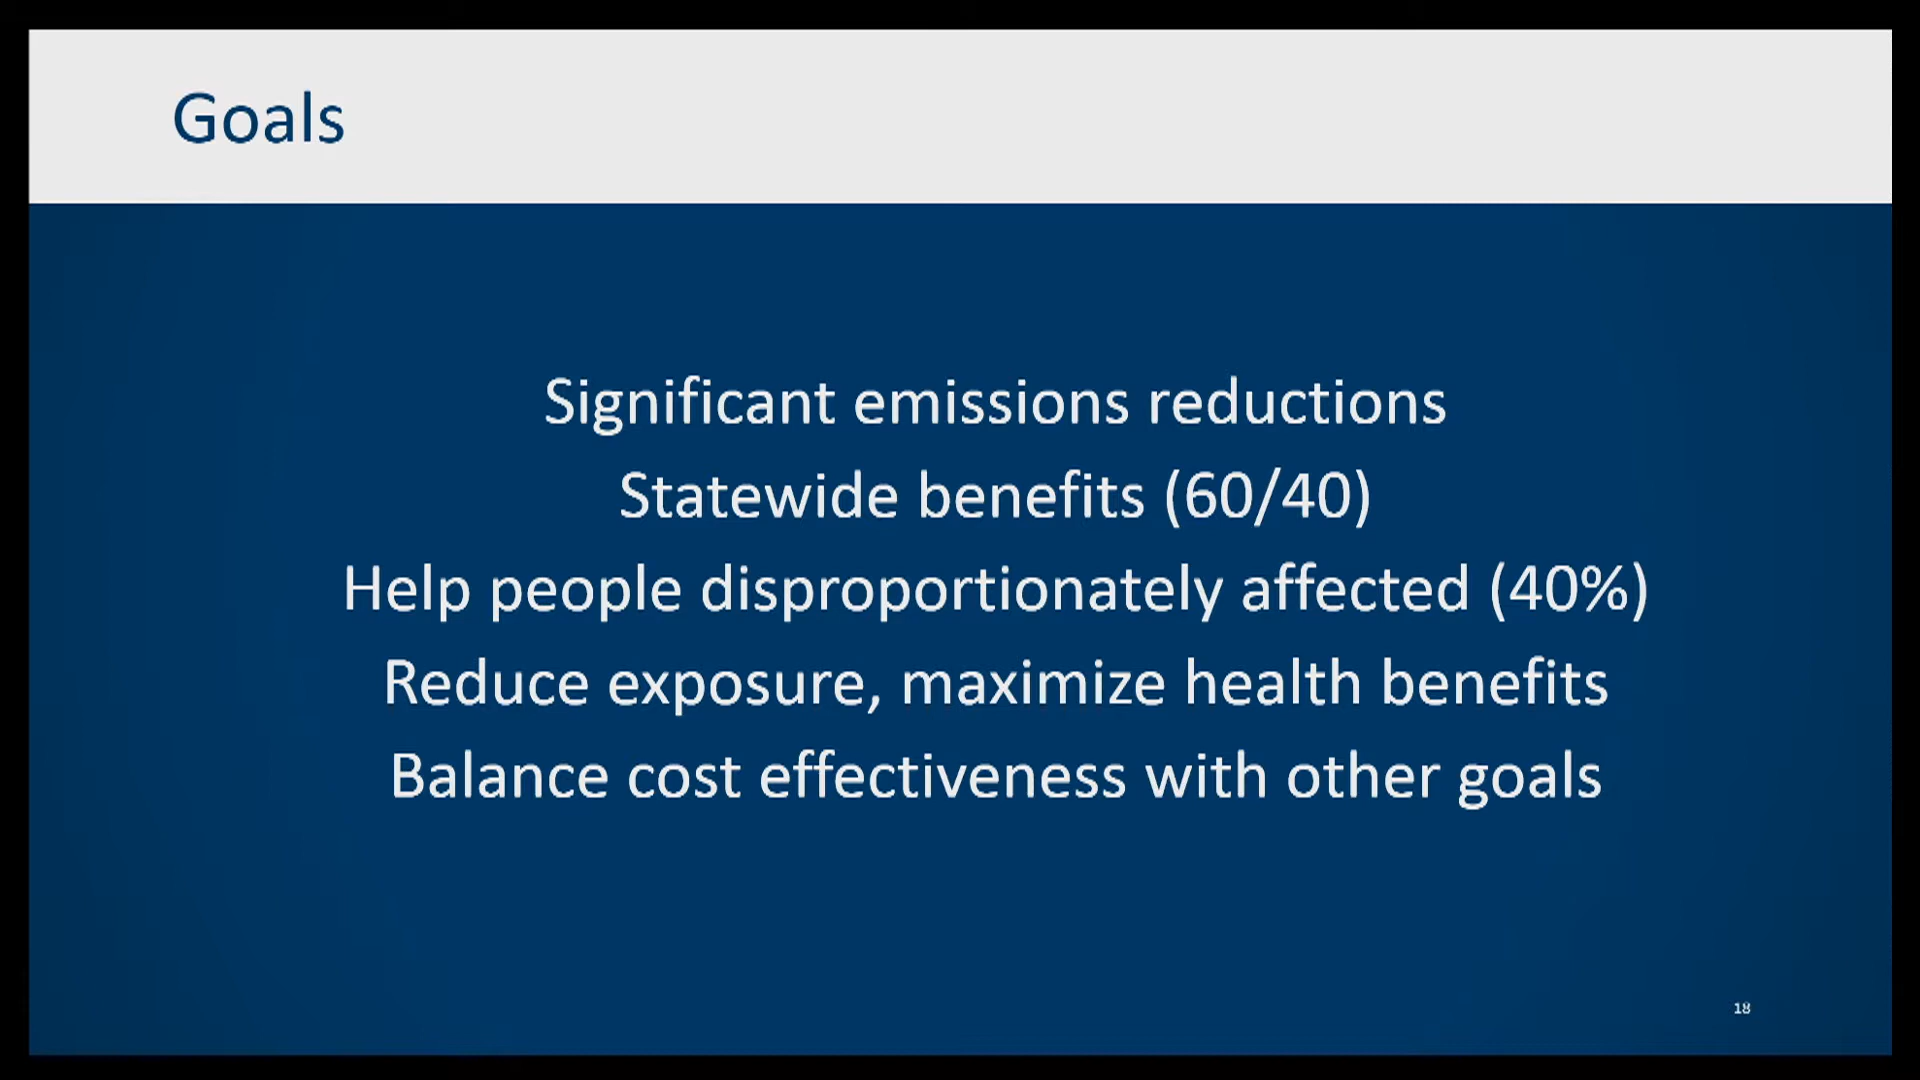 Goals
Significant emissions reductions
Statewide benefits (60/40)
Help people disproportionately affected (40%)
Reduce exposure, maximize health benefits
Balance cost effectiveness with other goals
18